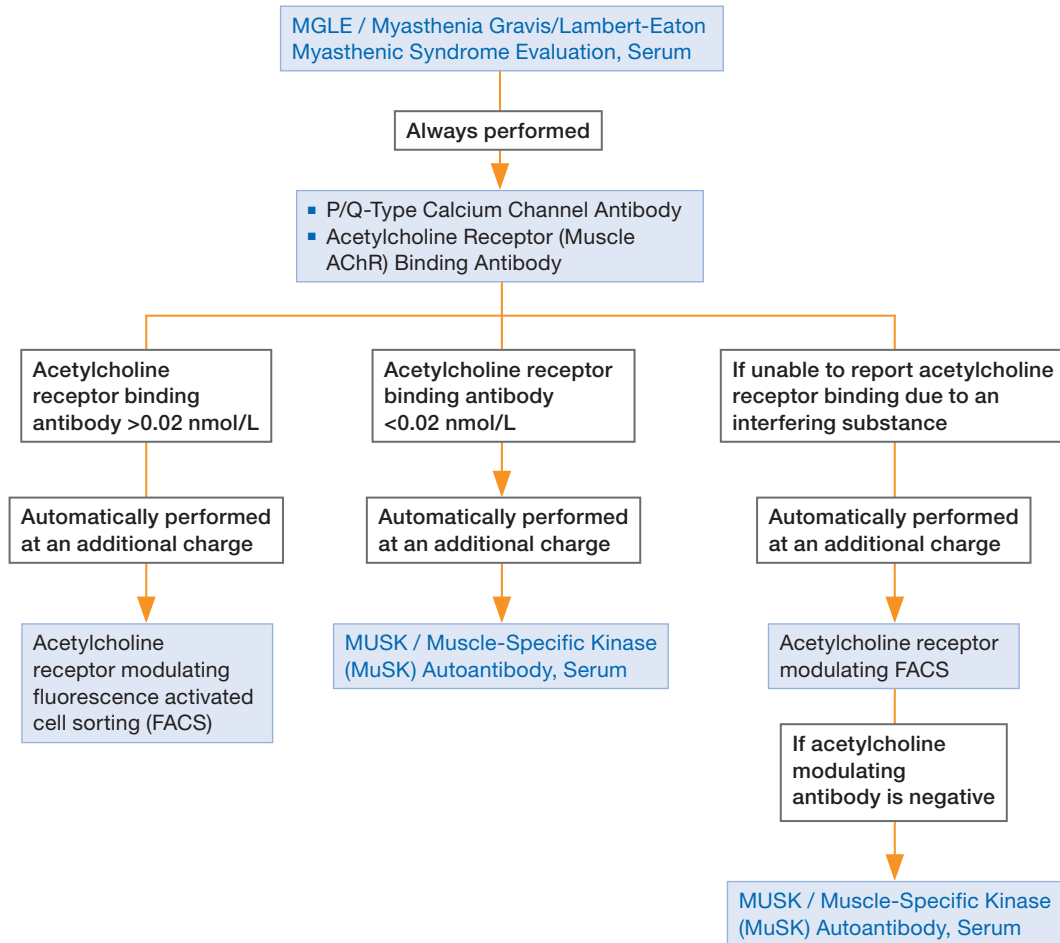 MGLE / Myasthenia Gravis/Lambert-Eaton
Myasthenic Syndrome Evaluation, Serum
Always performed
▪ P/Q-Type Calcium Channel Antibody
▪ Acetylcholine Receptor (Muscle
AChR) Binding Antibody
Acetylcholine
receptor binding
antibody >0.02 nmol/L
Automatically performed
at an additional charge
Acetylcholine
receptor modulating
fluorescence activated
cell sorting (FACS)
Acetylcholine receptor
binding antibody
<0.02 nmol/L
Automatically performed
at an additional charge
MUSK / Muscle-Specific Kinase
(MuSK) Autoantibody, Serum
If unable to report acetylcholine
receptor binding due to an
interfering substance
Automatically performed
at an additional charge
Acetylcholine receptor
modulating FACS
If acetylcholine
modulating
antibody is negative
MUSK / Muscle-Specific Kinase
(MuSK) Autoantibody, Serum